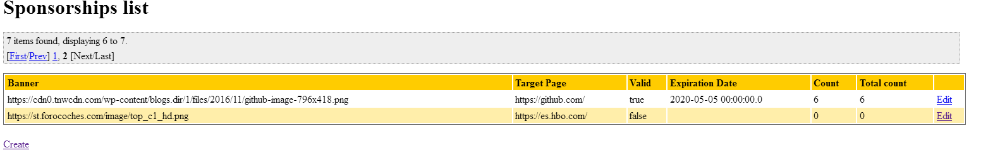 Sponsorships list
7 items found, displaying 6 to 7.
[First/Prev] 1, 2 [Next/Last]
Banner Target Page Valid Expiration Date Count Total count
https://cdn0.tnwcdn.com/wp-content/blogs.dir/1/files/2016/11/github-image-796x418.png https://github.com/ true 2020-05-05 00:00:00.0 6 6 Edit
https://st.forocoches.com/image/top_c1_hd.png https://es.hbo.com/ false 0 0 Edit
Create